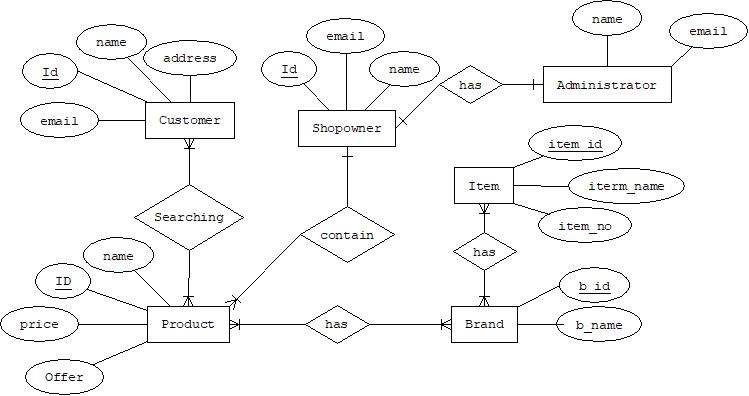 name
email
name
email
Id
address
Id
name
email
Customer
Shopowner
has
Administrator
item_id
Item
iterm_name
item_no
Searching
contain
has
name
ID
b_id
price
Product
has
Brand
b_name
Offer